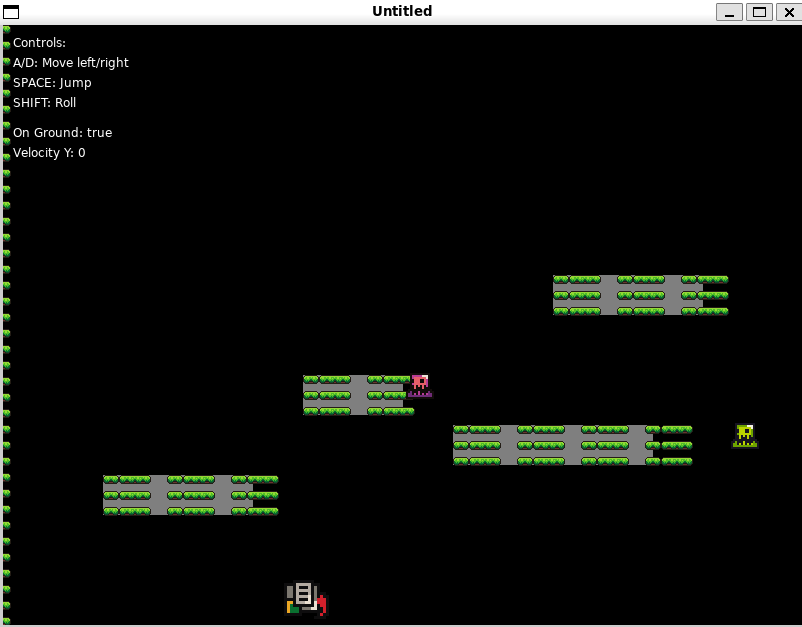 Untitled
Controls:
A/D: Move left/right
SPACE: Jump
SHIFT: Roll
On Ground: true
Velocity Y: 0